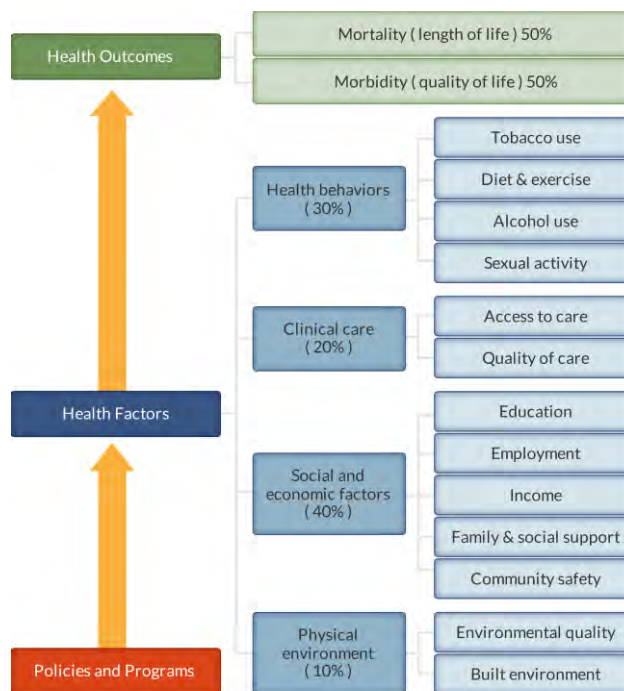 Health Outcomes
Mortality ( length of life ) 50%
Morbidity ( quality of life ) 50%
Health Factors
Health behaviors
( 30% )
Tobacco use
Diet & exercise
Alcohol use
Sexual activity
Clinical care
( 20% )
Access to care
Quality of care
Social and
economic factors
( 40% )
Education
Employment
Income
Family & social support
Community safety
Physical
environment
( 10% )
Environmental quality
Built environment
Policies and Programs